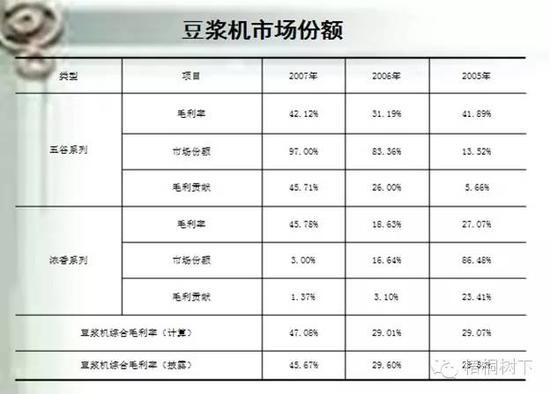 豆浆机市场份额
类型 项目 2007年 2006年 2005年
五谷系列 毛利率 42.12% 31.19% 41.89%
市场份额 97.00% 83.36% 13.52%
毛利贡献 45.71% 26.00% 5.66%
浓香系列 毛利率 45.78% 18.63% 27.07%
市场份额 3.00% 16.64% 86.48%
毛利贡献 1.37% 3.10% 23.41%
豆浆机综合毛利率（计算） 47.08% 29.01% 29.07%
豆浆机综合毛利率（披露） 45.67% 29.60%
梧桐树下